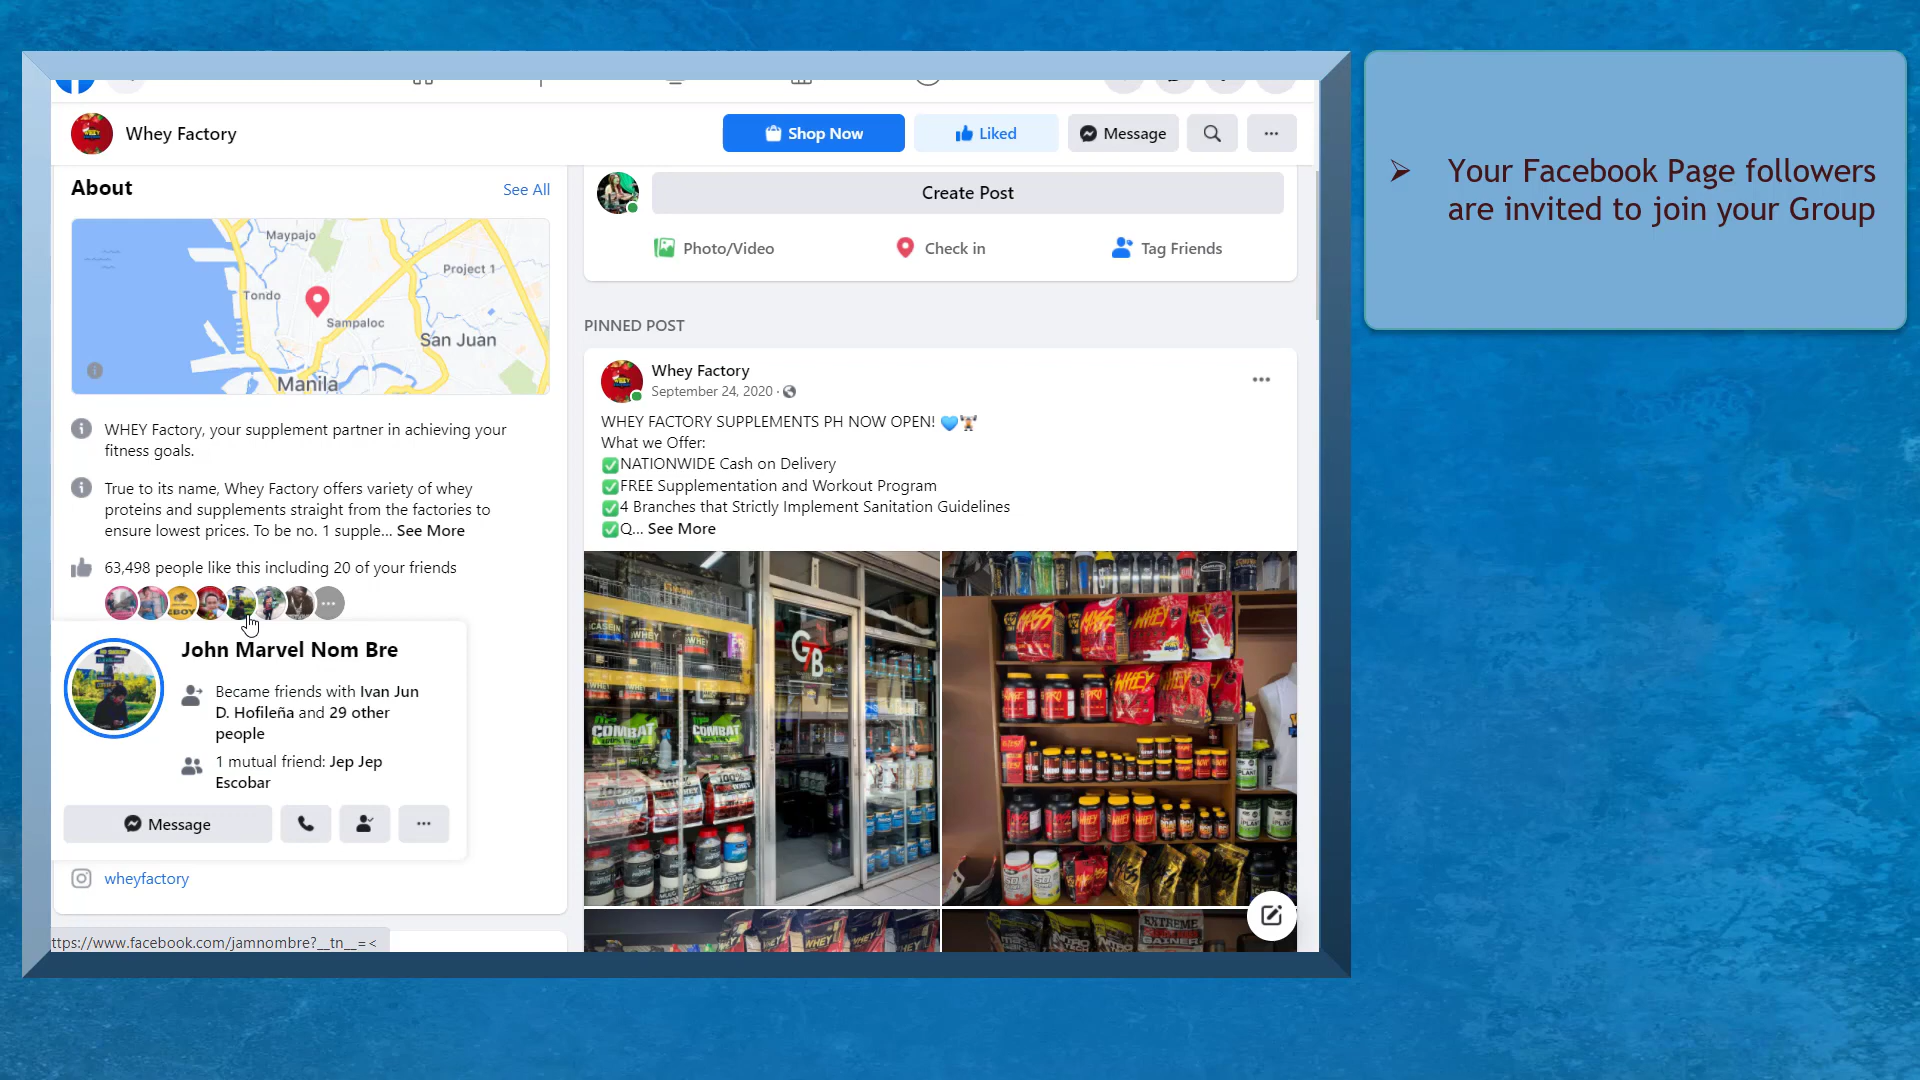 Whey Factory
Shop Now
Liked
Message
About
See All
Maypajo
Project 1
Tondo
Sampaloc
San Juan
Manila
WHEY Factory, your supplement partner in achieving your
fitness goals.
True to its name, Whey Factory offers variety of whey
proteins and supplements straight from the factories to
ensure lowest prices. To be no. 1 supple... See More
63,498 people like this including 20 of your friends
John Marvel Nom Bre
Became friends with Ivan Jun
D. Hofileña and 29 other
people
1 mutual friend: Jep Jep
Escobar
Message
wheyfactory
ttps://www.facebook.com/jamnombre?__tn__=<
Create Post
Photo/Video
Check in
Tag Friends
PINNED POST
Whey Factory
September 24, 2020 ·
WHEY FACTORY SUPPLEMENTS PH NOW OPEN! 💙🏋
What we Offer:
✅NATIONWIDE Cash on Delivery
✅FREE Supplementation and Workout Program
✅4 Branches that Strictly Implement Sanitation Guidelines
✅Q... See More
GB
COMBAT
COMBAT
MASS
WHEY
EXTREME
GAINER
➢ Your Facebook Page followers
are invited to join your Group